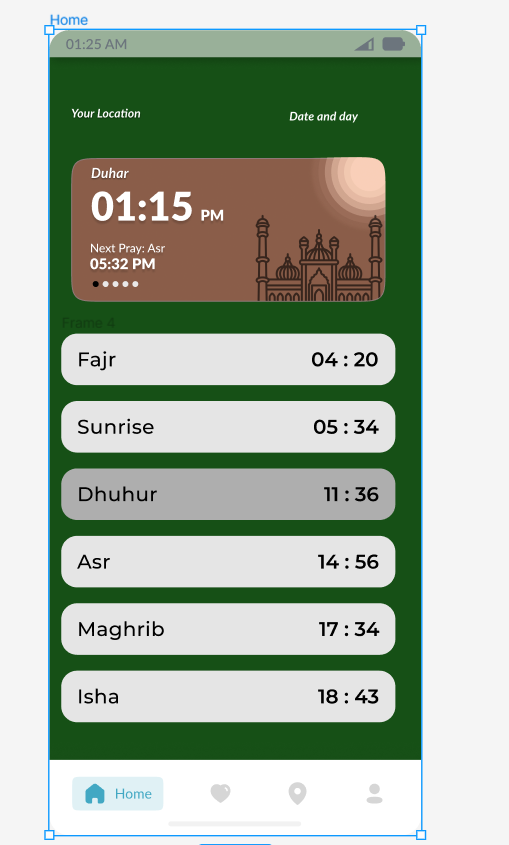 Home
01:25 AM
Your Location
Date and day
Duhar
01:15 PM
Next Pray: Asr
05:32 PM
Frame 4
Fajr 04 : 20
Sunrise 05 : 34
Dhuhur 11 : 36
Asr 14 : 56
Maghrib 17 : 34
Isha 18 : 43
Home